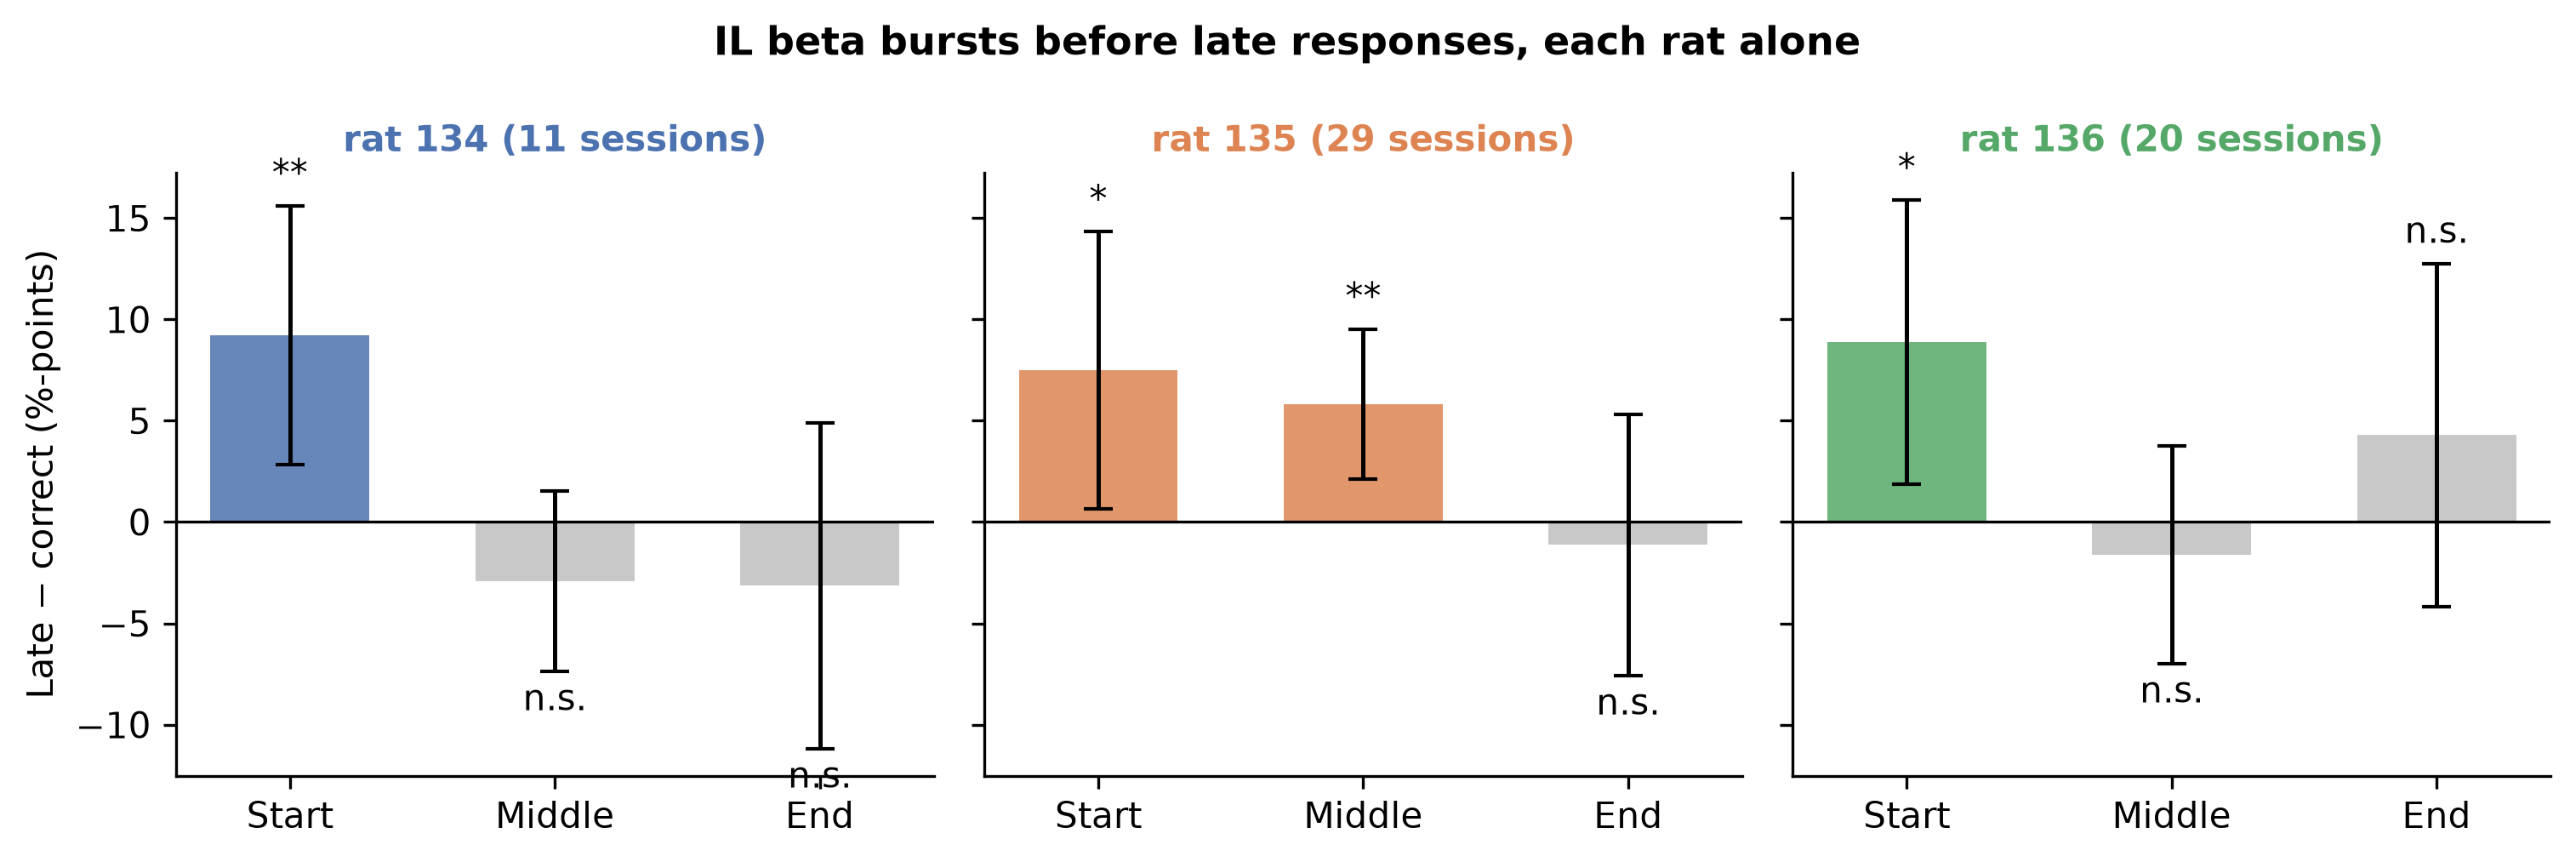 IL beta bursts before late responses, each rat alone
rat 134 (11 sessions)
rat 135 (29 sessions)
rat 136 (20 sessions)
Late − correct (%-points)
15
10
5
0
−5
−10
**
n.s.
n.s.
Start
Middle
End
*
**
n.s.
Start
Middle
End
*
n.s.
n.s.
Start
Middle
End